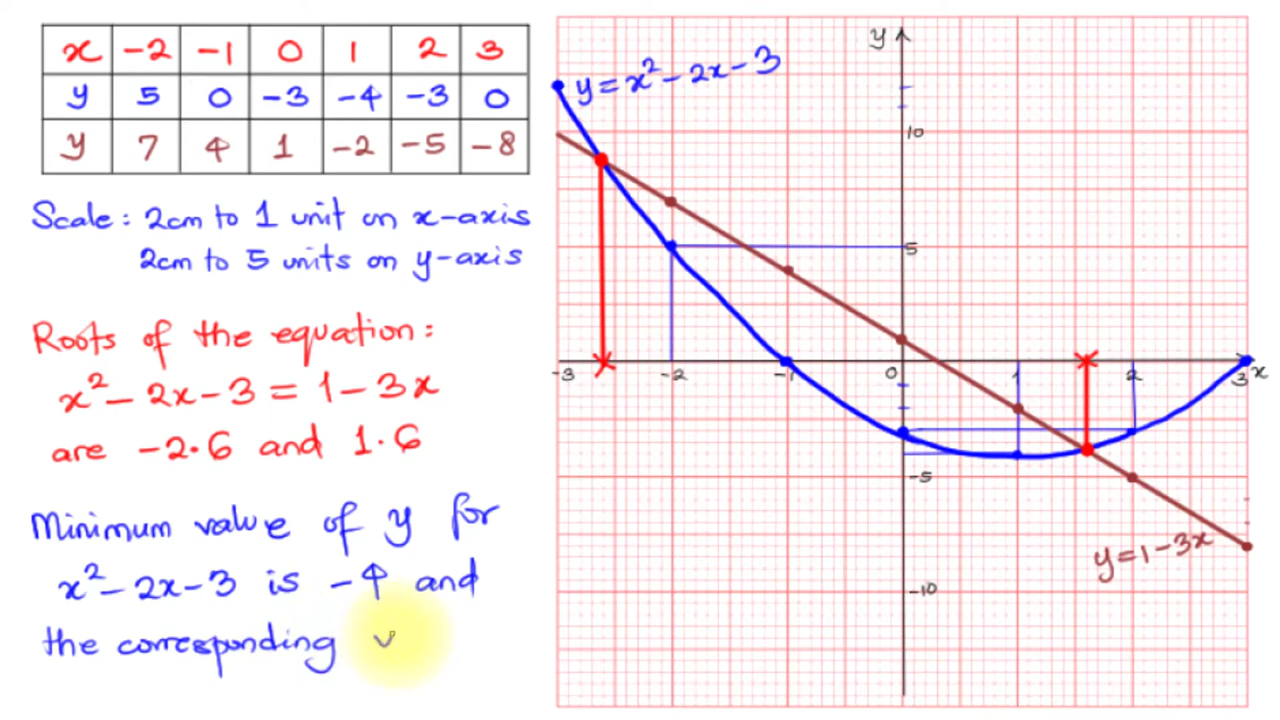 x -2 -1 0 1 2 3
y 5 0 -3 -4 -3 0
y 7 4 1 -2 -5 -8
Scale: 2cm to 1 unit on x-axis
2cm to 5 units on y-axis
Roots of the equation:
x² - 2x - 3 = 1 - 3x
are -2.6 and 1.6
Minimum value of y for
x² - 2x - 3 is -4 and
the corresponding
y
y = x² - 2x - 3
10
5
-3 -2 -1 0 1 2 3 x
-5
y = 1 - 3x
-10